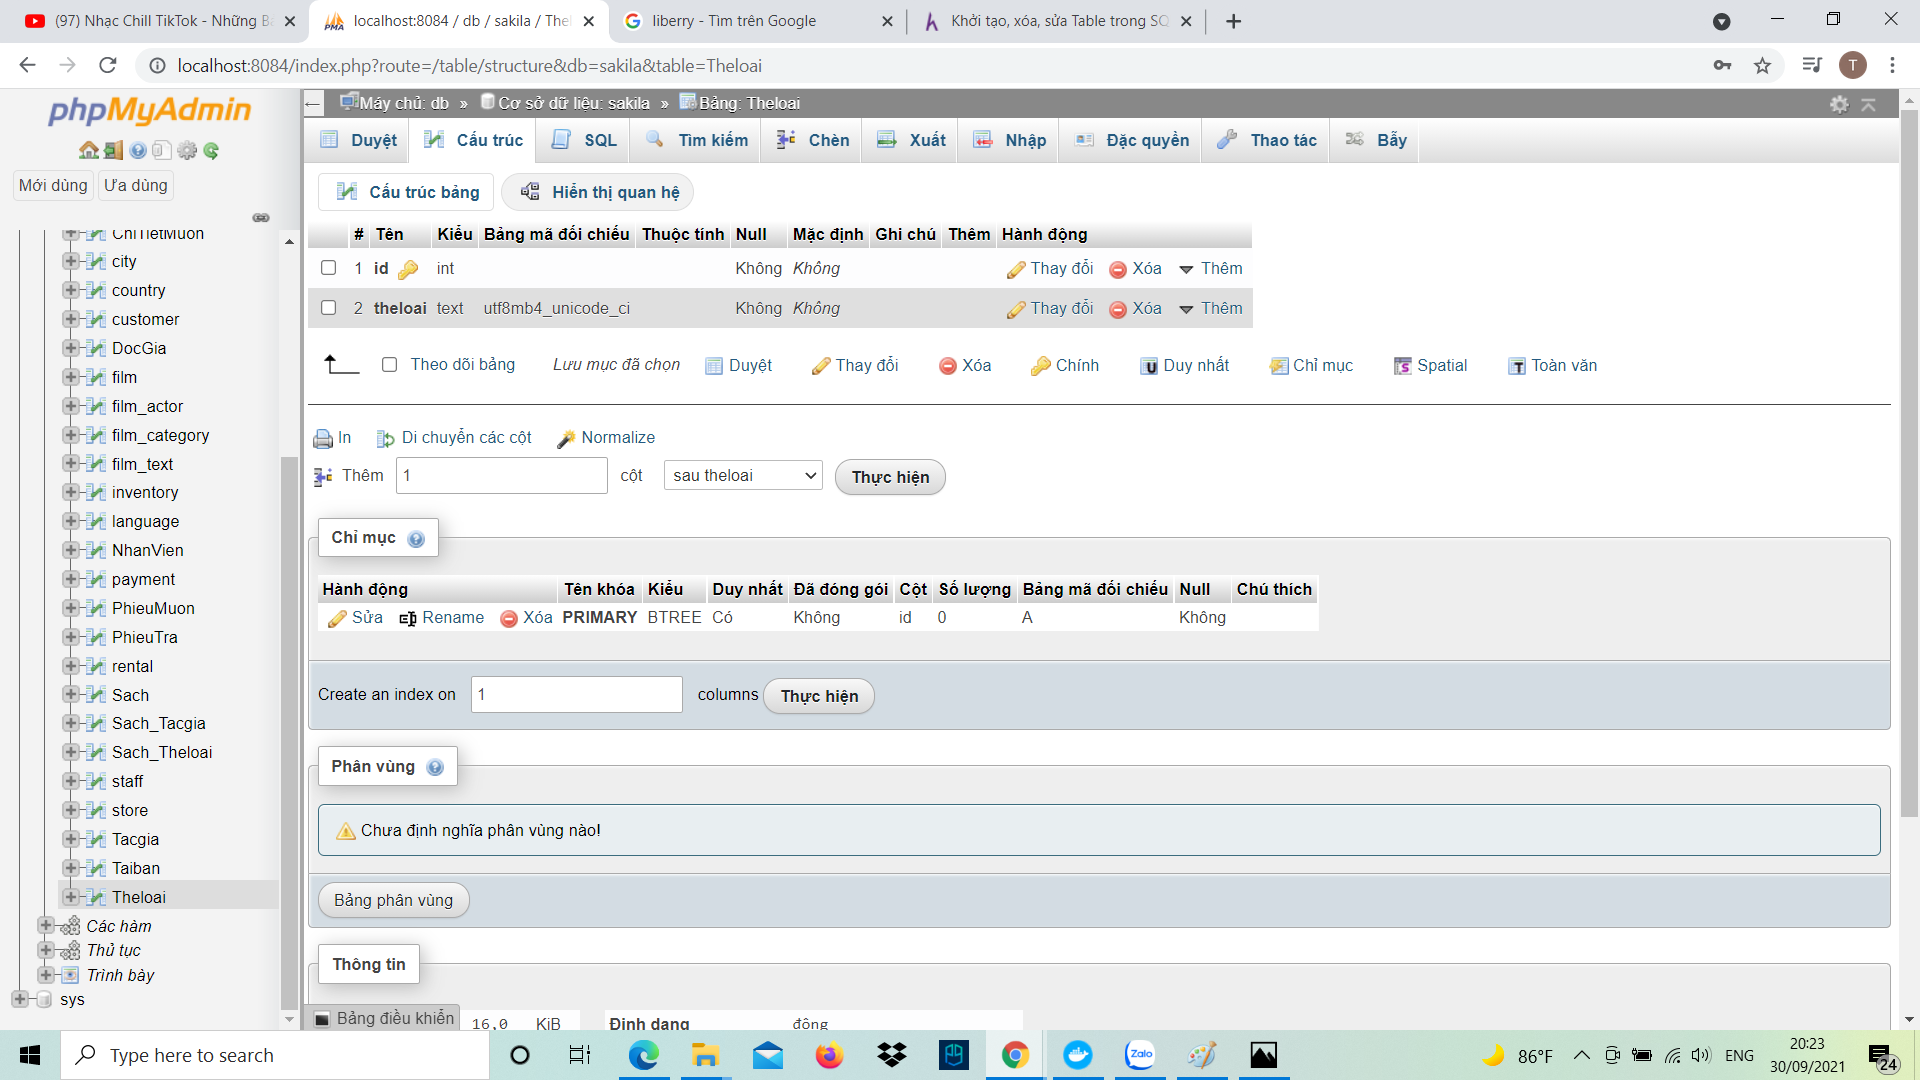 (97) Nhạc Chill TikTok - Những B
localhost:8084 / db / sakila / The
liberry - Tìm trên Google
Khởi tạo, xóa, sửa Table trong SQ
localhost:8084/index.php?route=/table/structure&db=sakila&table=Theloai
T
phpMyAdmin
Mới dùng
Ưa dùng
ChiTietMuon
city
country
customer
DocGia
film
film_actor
film_category
film_text
inventory
language
NhanVien
payment
PhieuMuon
PhieuTra
rental
Sach
Sach_Tacgia
Sach_Theloai
staff
store
Tacgia
Taiban
Theloai
Các hàm
Thủ tục
Trình bày
sys
Máy chủ: db » Cơ sở dữ liệu: sakila » Bảng: Theloai
Duyệt Cấu trúc SQL Tìm kiếm Chèn Xuất Nhập Đặc quyền Thao tác Bẫy
Cấu trúc bảng Hiển thị quan hệ
# Tên Kiểu Bảng mã đối chiếu Thuộc tính Null Mặc định Ghi chú Thêm Hành động
1 id int Không Không Thay đổi Xóa Thêm
2 theloai text utf8mb4_unicode_ci Không Không Thay đổi Xóa Thêm
Theo dõi bảng Lưu mục đã chọn Duyệt Thay đổi Xóa Chính Duy nhất Chỉ mục Spatial Toàn văn
In Di chuyển các cột Normalize
Thêm 1 cột sau theloai Thực hiện
Chỉ mục
Hành động Tên khóa Kiểu Duy nhất Đã đóng gói Cột Số lượng Bảng mã đối chiếu Null Chú thích
Sửa Rename Xóa PRIMARY BTREE Có Không id 0 A Không
Create an index on 1 columns Thực hiện
Phân vùng
Chưa định nghĩa phân vùng nào!
Bảng phân vùng
Thông tin
Bảng điều khiển
16,0 KiB
Định dạng động
Type here to search
Zalo
86°F
ENG
20:23
30/09/2021
24